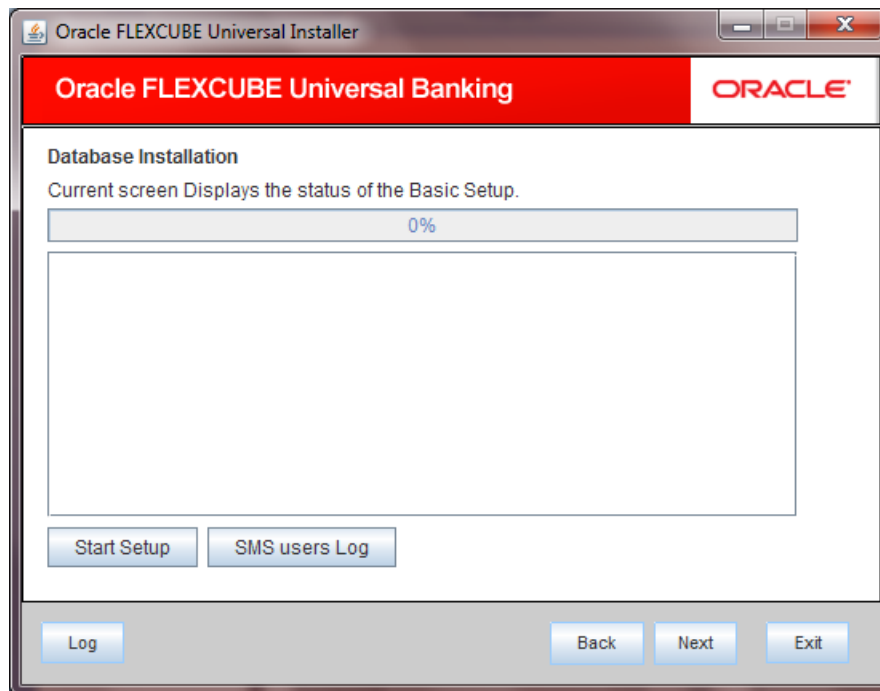 Oracle FLEXCUBE Universal Installer
Oracle FLEXCUBE Universal Banking
ORACLE
Database Installation
Current screen Displays the status of the Basic Setup.
0%
Start Setup
SMS users Log
Log
Back
Next
Exit